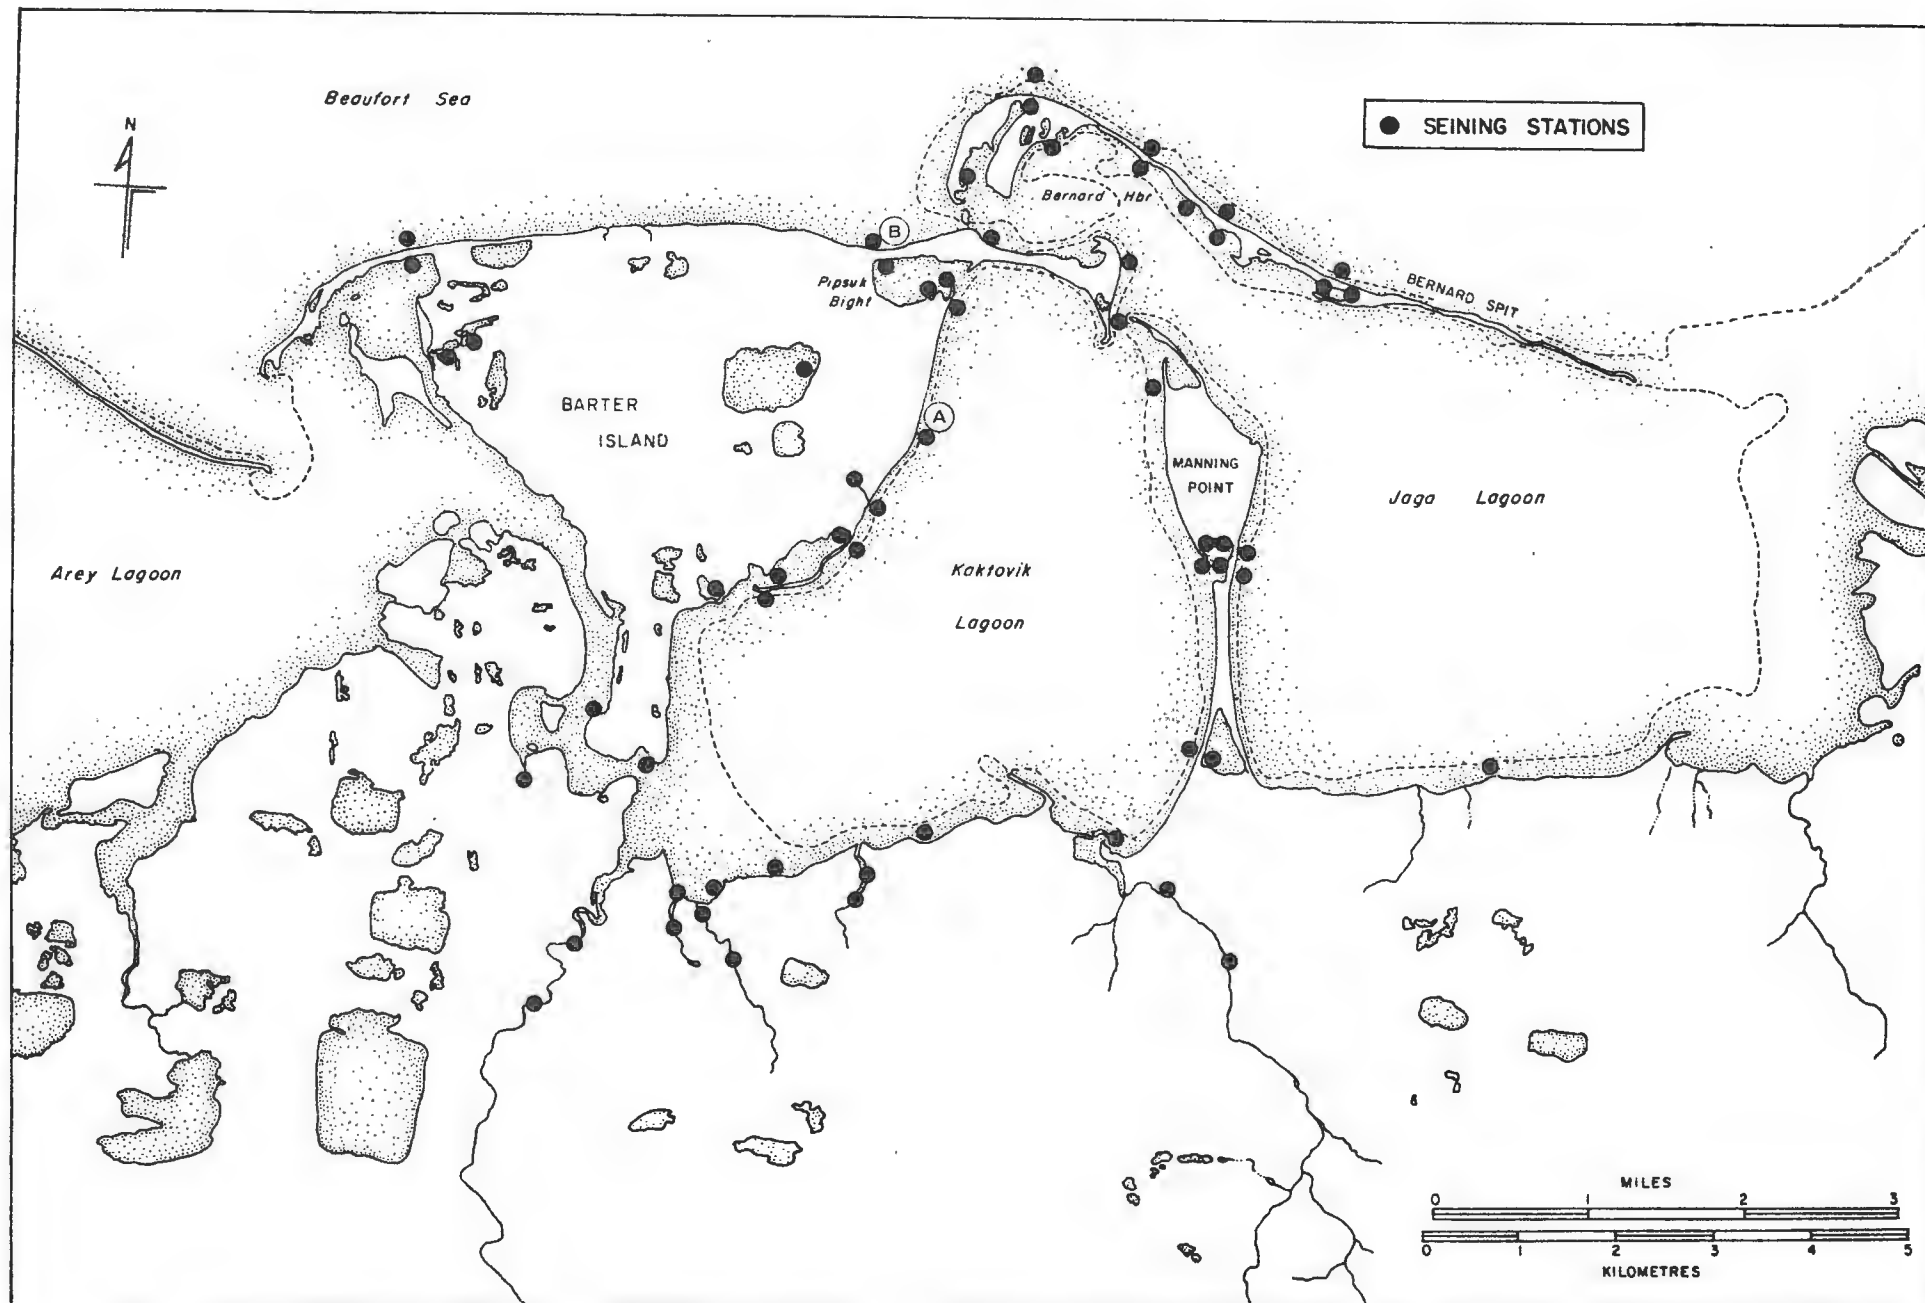 Beaufort Sea
N
● SEINING STATIONS
Bernard Hbr
B
Pipsuk
Bight
BERNARD SPIT
BARTER
ISLAND
A
MANNING
POINT
Jaga Lagoon
Arey Lagoon
Kaktovik
Lagoon
MILES
0 1 2 3
0 1 2 3 4 5
KILOMETRES